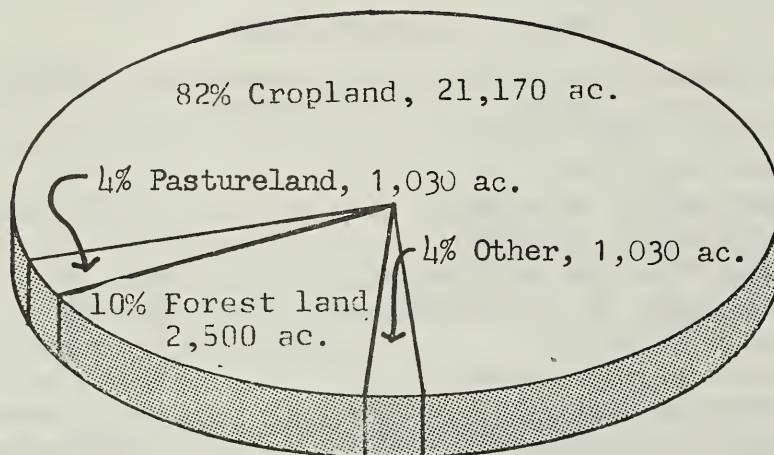 82% Cropland, 21,170 ac.
4% Pastureland, 1,030 ac.
4% Other, 1,030 ac.
10% Forest land
2,500 ac.